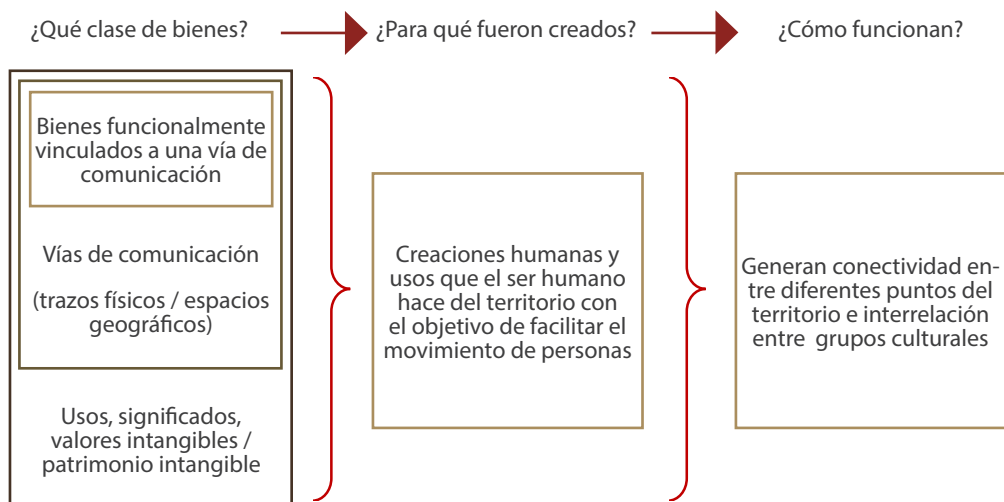 ¿Qué clase de bienes?
¿Para qué fueron creados?
¿Cómo funcionan?
Bienes funcionalmente
vinculados a una vía de
comunicación
Vías de comunicación
(trazos físicos / espacios
geográficos)
Usos, significados,
valores intangibles /
patrimonio intangible
Creaciones humanas y
usos que el ser humano
hace del territorio con
el objetivo de facilitar el
movimiento de personas
Generan conectividad en-
tre diferentes puntos del
territorio e interrelación
entre grupos culturales